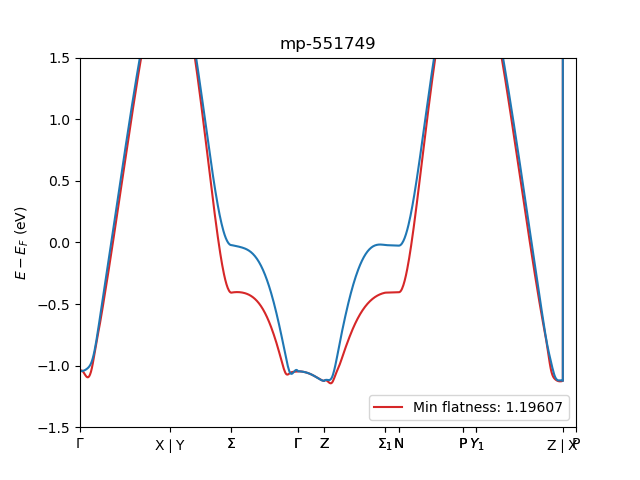 mp-551749
E − E_F (eV)
1.5
1.0
0.5
0.0
−0.5
−1.0
−1.5
Min flatness: 1.19607
Γ X | Y Σ Γ Z Σ₁ N P Y₁ Z | X P